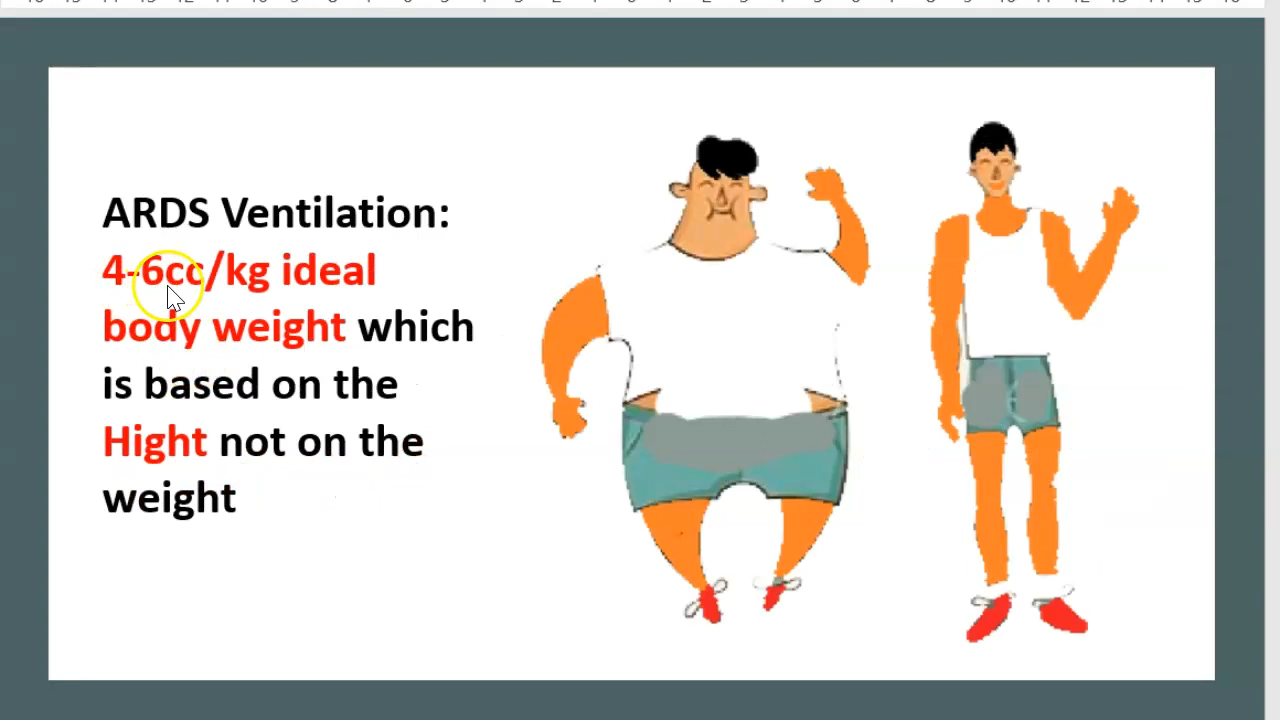 ARDS Ventilation:
4-6cc/kg ideal
body weight which
is based on the
Hight not on the
weight